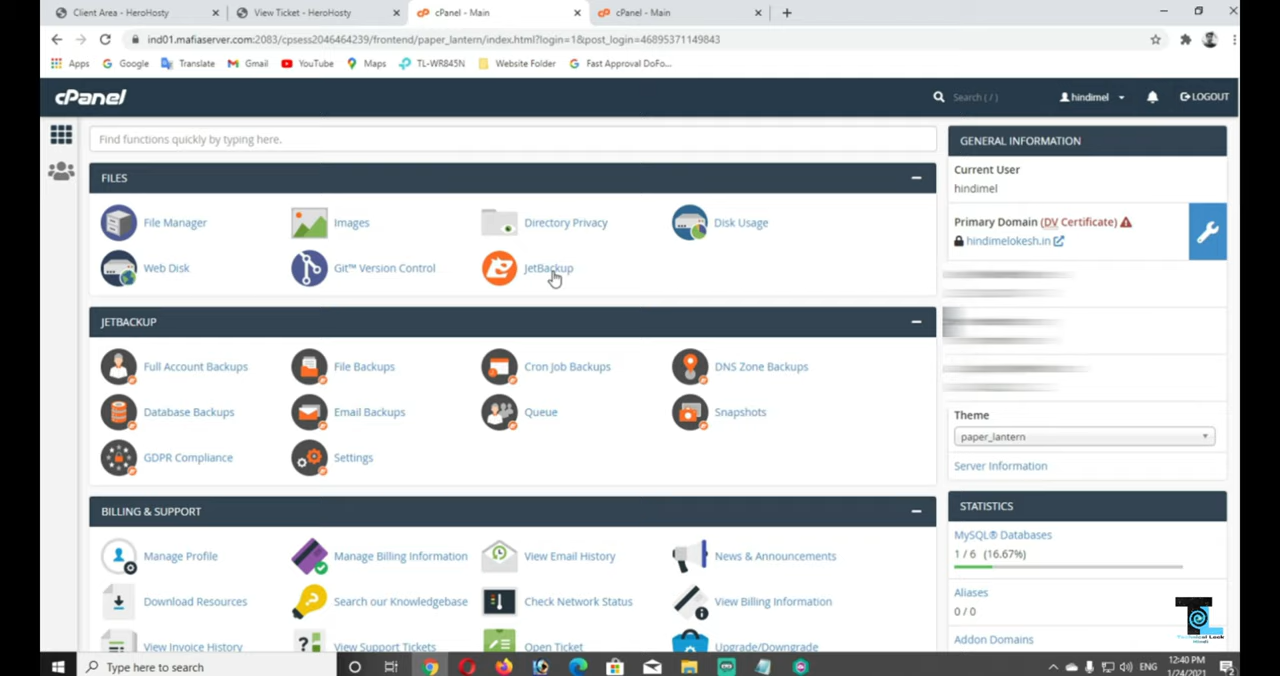 Client Area - HeroHosty
View Ticket - HeroHosty
cPanel - Main
cPanel - Main
ind01.mafiaserver.com:2083/cpsess2046464239/frontend/paper_lantern/index.html?login=1&post_login=46895371149843
Apps Google Translate Gmail YouTube Maps TL-WR845N Website Folder Fast Approval DoFo...
cPanel
Search ( / )
hindimel
LOGOUT
Find functions quickly by typing here.
FILES
File Manager Images Directory Privacy Disk Usage
Web Disk Git™ Version Control JetBackup
JETBACKUP
Full Account Backups File Backups Cron Job Backups DNS Zone Backups
Database Backups Email Backups Queue Snapshots
GDPR Compliance Settings
BILLING & SUPPORT
Manage Profile Manage Billing Information View Email History News & Announcements
Download Resources Search our Knowledgebase Check Network Status View Billing Information
View Invoice History View Support Tickets Open Ticket Upgrade/Downgrade
GENERAL INFORMATION
Current User
hindimel
Primary Domain (DV Certificate)
hindimelokesh.in
Theme
paper_lantern
Server Information
STATISTICS
MySQL® Databases
1 / 6 (16.67%)
Aliases
0 / 0
Addon Domains
Technical Look
Hindi
Type here to search
ENG
12:40 PM
1/24/2021